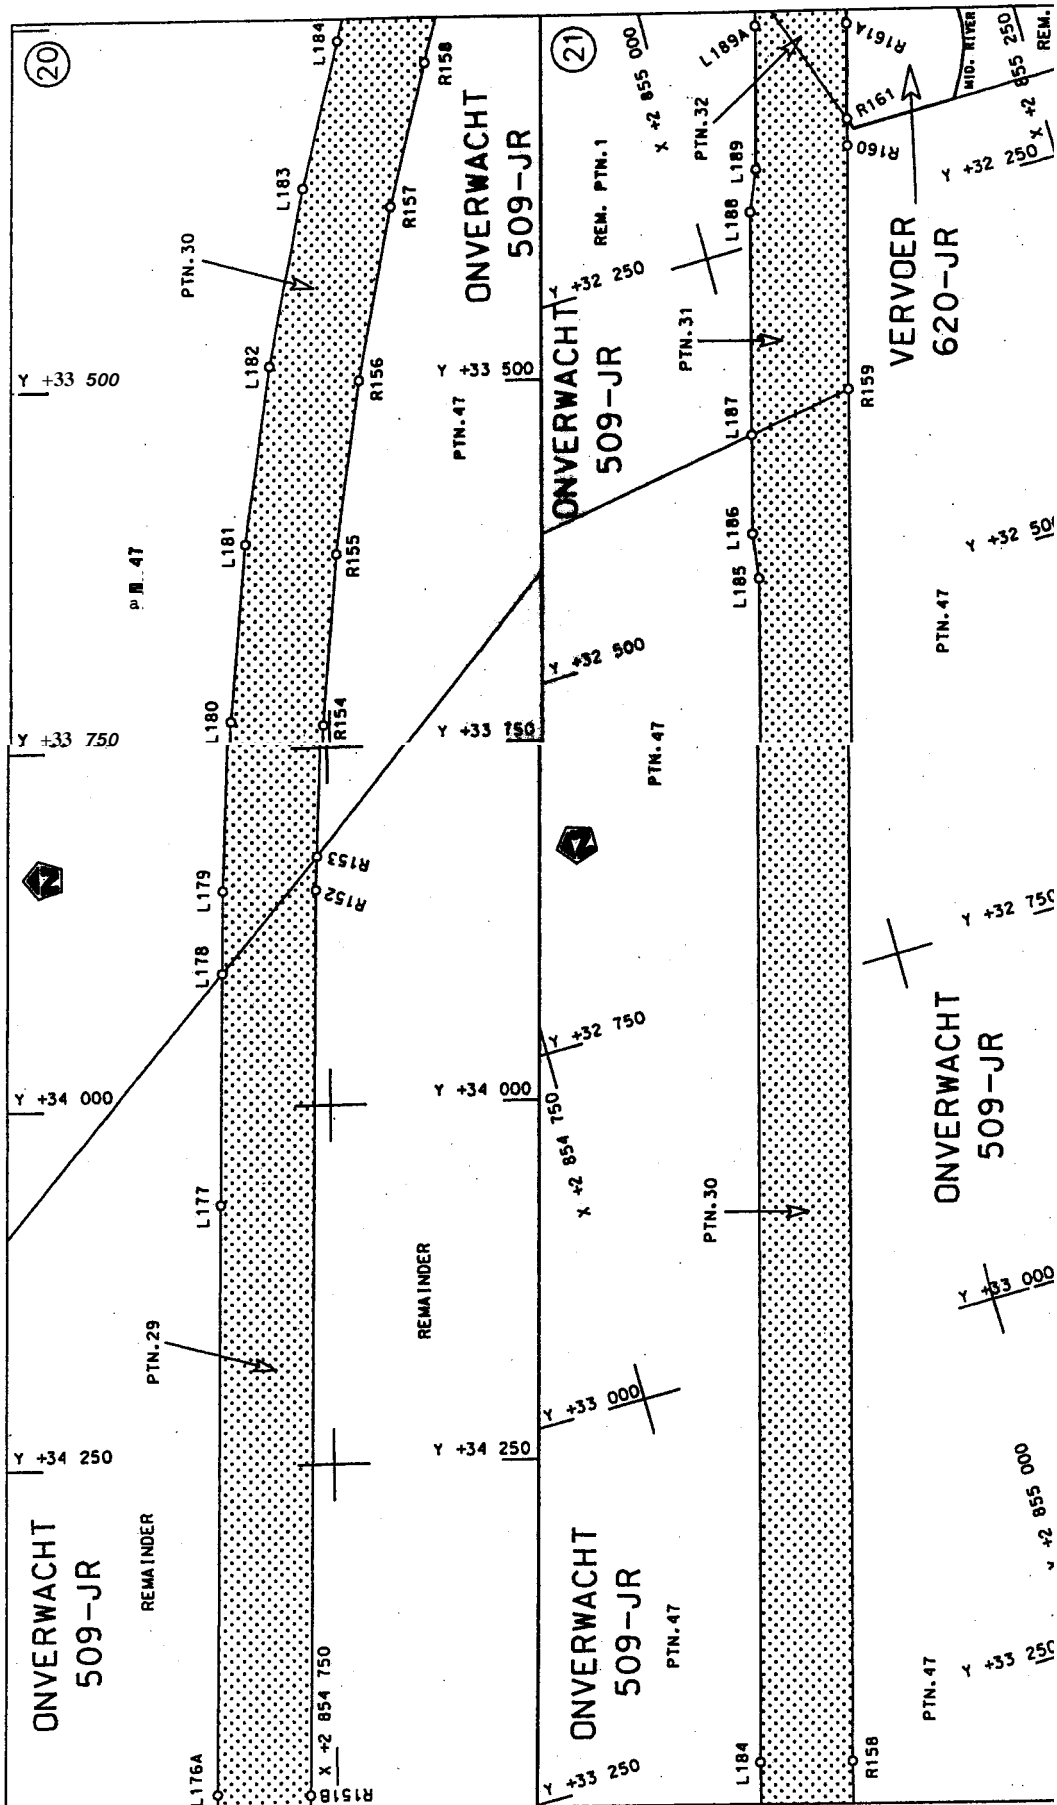 20
L176A
L177
L178
L179
L180
L181
L182
L183
L184
R151B
R152
R153
R154
R155
R156
R157
R158
ONVERWACHT
509-JR
REMAINDER
PTN.29
REMAINDER
X +2 854 750
Y +34 250
Y +34 250
Y +34 000
Y +34 000
Y +33 750
Y +33 750
Y +33 500
Y +33 500
47
PTN.30
PTN.47
ONVERWACHT
509-JR
N
21
L184
L185
L186
L187
L188
L189
L189A
R158
R159
R160
R161
R161A
ONVERWACHT
509-JR
PTN.47
Y +33 250
Y +33 250
PTN.47
X +2 855 000
Y +33 000
Y +33 000
PTN.30
X +2 854 750
Y +32 750
Y +32 750
ONVERWACHT
509-JR
N
PTN.47
Y +32 500
Y +32 500
PTN.47
ONVERWACHT
509-JR
Y +32 250
REM. PTN.1
PTN.31
PTN.32
X +2 855 000
VERVOER
620-JR
Y +32 250
X +2 855 250
MID. RIVER
REM.